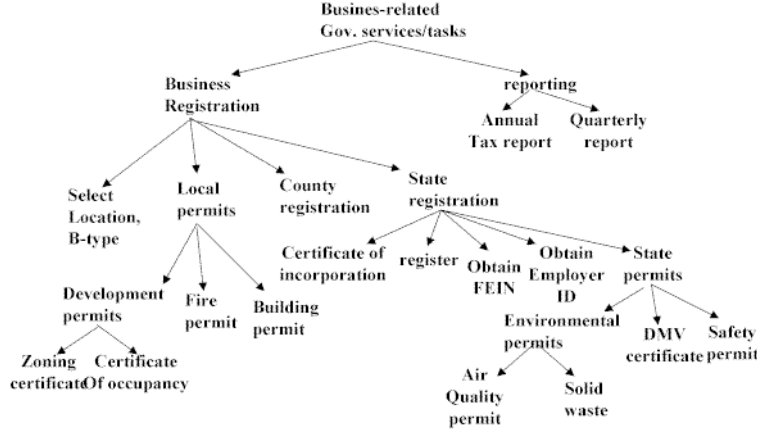 Busines-related
Gov. services/tasks
Business
Registration
reporting
Annual
Tax report
Quarterly
report
Select
Location,
B-type
Local
permits
County
registration
State
registration
Certificate of
incorporation
register
Obtain
FEIN
Obtain
Employer
ID
State
permits
Development
permits
Fire
permit
Building
permit
Environmental
permits
DMV
certificate
Safety
permit
Zoning
certificate
Certificate
Of occupancy
Air
Quality
permit
Solid
waste